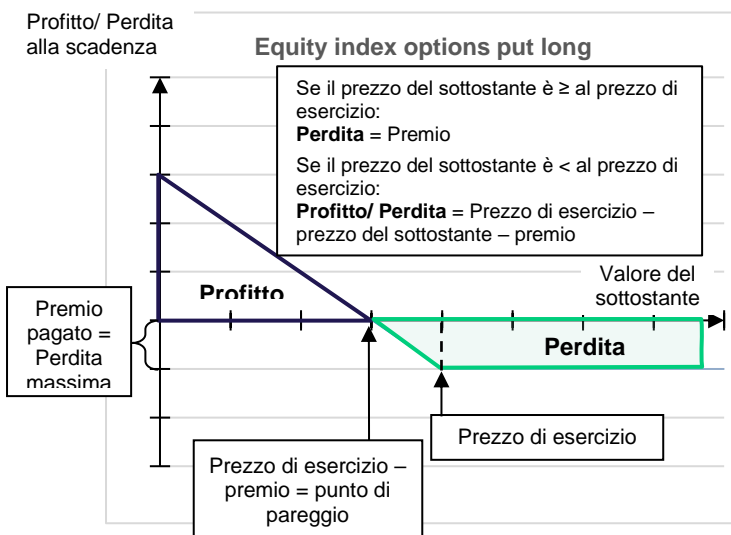 Profitto/ Perdita
alla scadenza
Equity index options put long
Se il prezzo del sottostante è ≥ al prezzo di
esercizio:
Perdita = Premio
Se il prezzo del sottostante è < al prezzo di
esercizio:
Profitto/ Perdita = Prezzo di esercizio –
prezzo del sottostante – premio
Valore del
sottostante
Profitto
Premio
pagato =
Perdita
massima
Perdita
Prezzo di esercizio
Prezzo di esercizio –
premio = punto di
pareggio